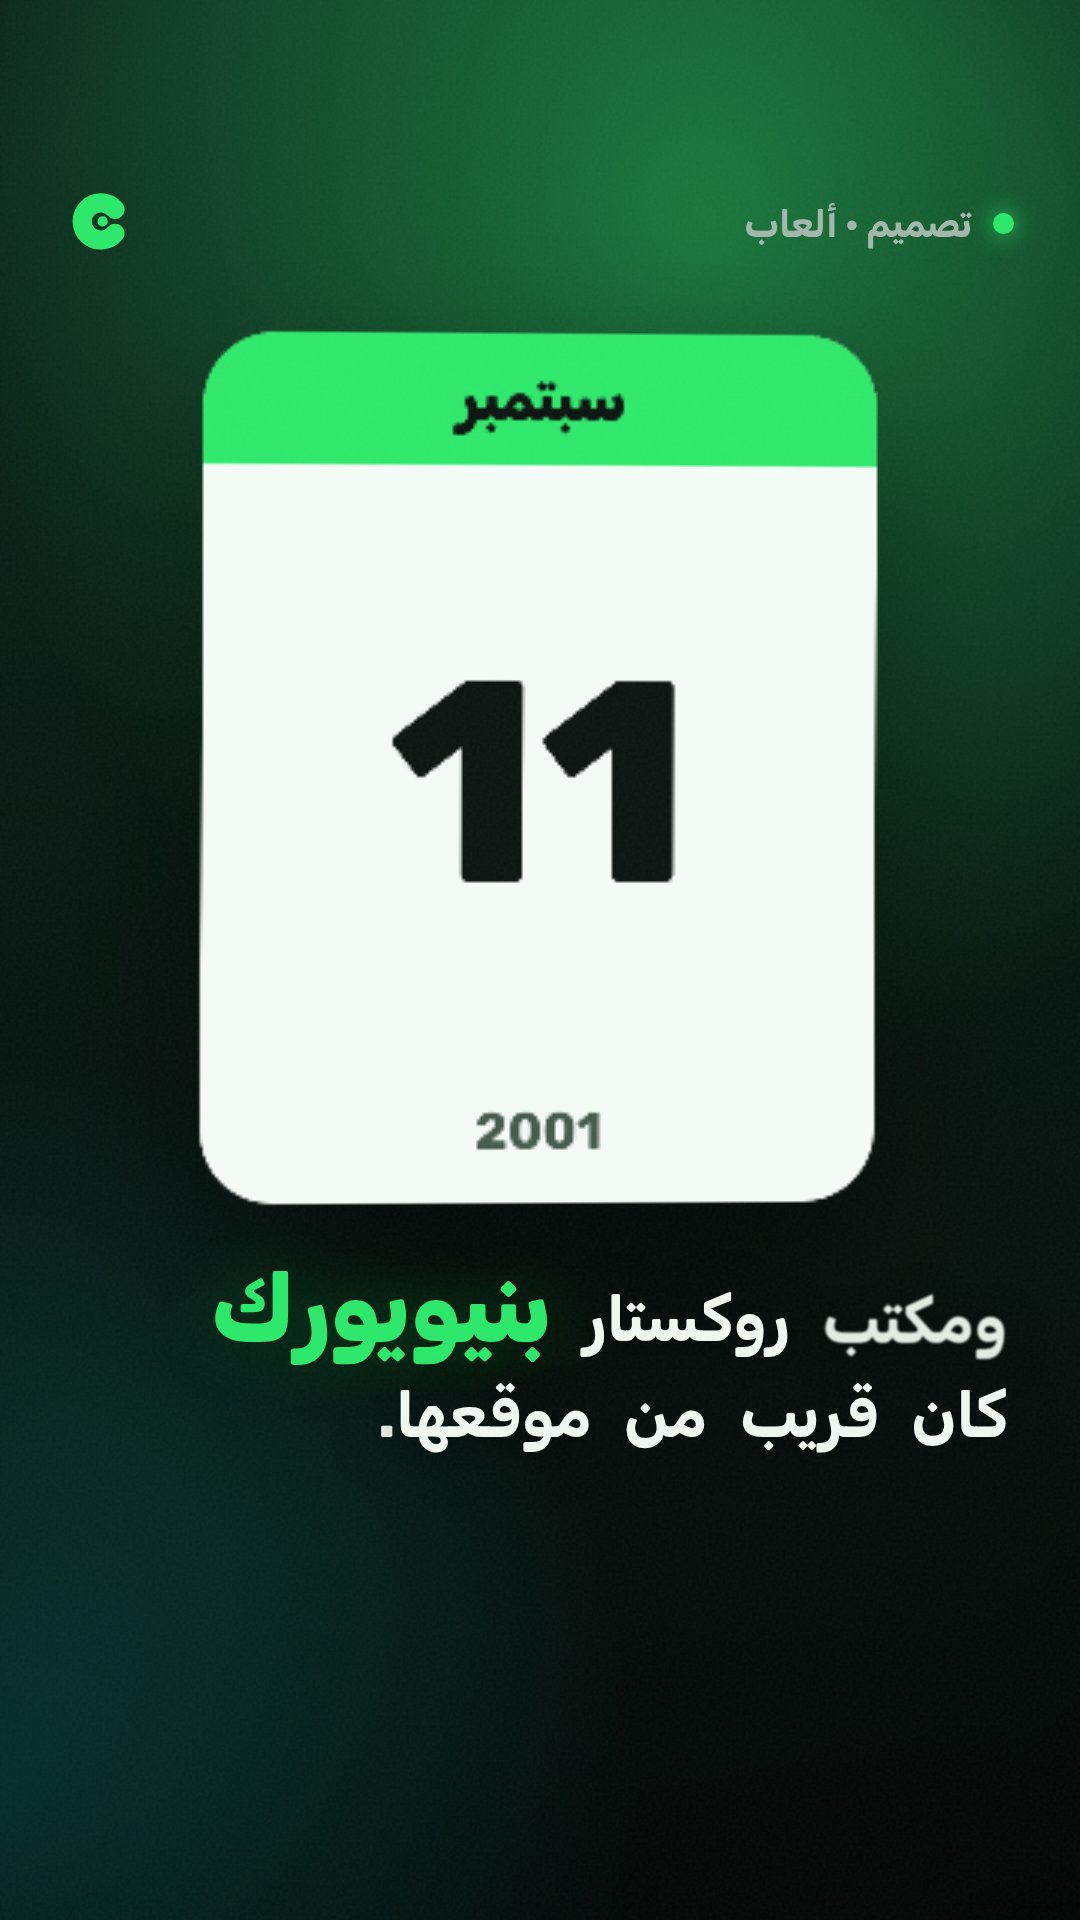 تصميم • ألعاب
سبتمبر
11
2001
ومكتب روكستار بنيويورك
كان قريب من موقعها.